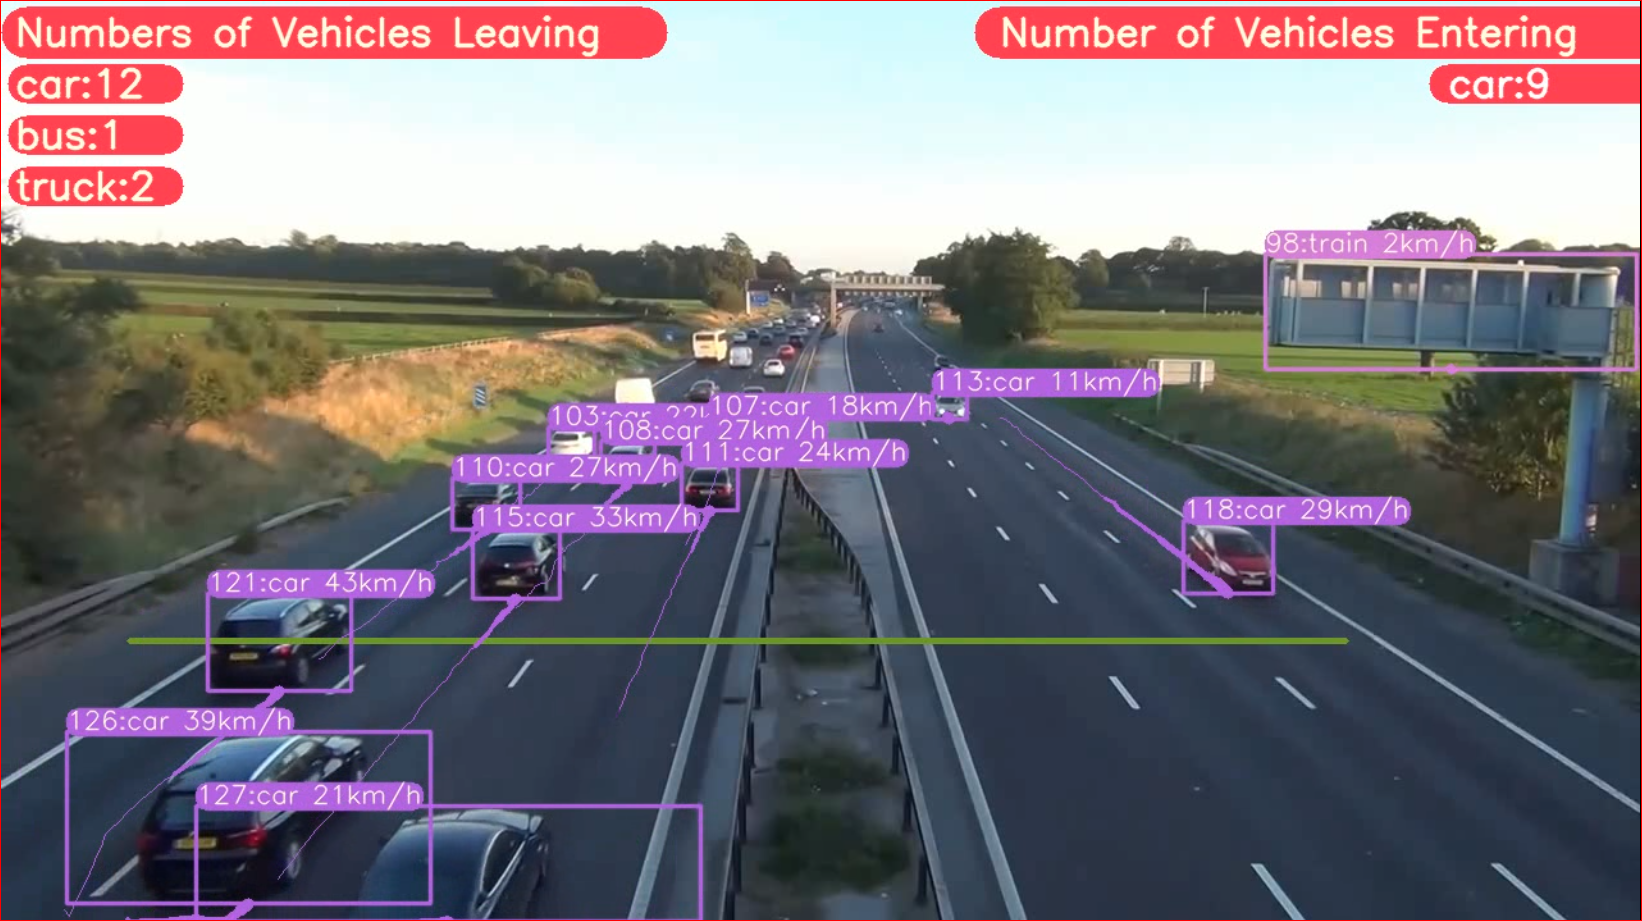 Numbers of Vehicles Leaving
Number of Vehicles Entering
car:12
car:9
bus:1
truck:2
98:train 2km/h
113:car 11km/h
103:car
107:car 18km/h
108:car 27km/h
111:car 24km/h
110:car 27km/h
118:car 29km/h
115:car 33km/h
121:car 43km/h
126:car 39km/h
127:car 21km/h